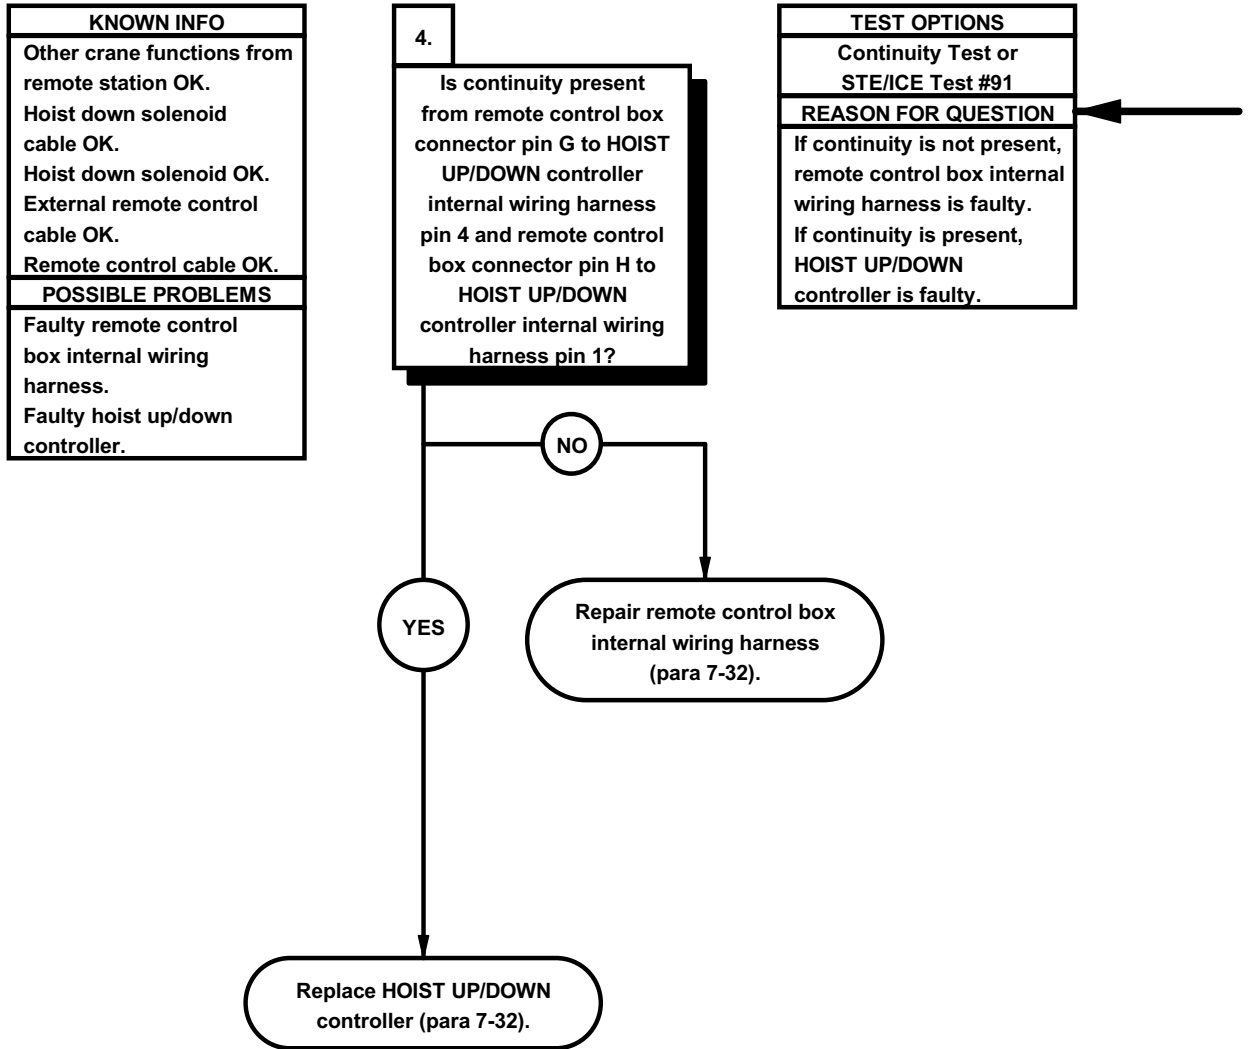 KNOWN INFO
Other crane functions from
remote station OK.
Hoist down solenoid
cable OK.
Hoist down solenoid OK.
External remote control
cable OK.
Remote control cable OK.
POSSIBLE PROBLEMS
Faulty remote control
box internal wiring
harness.
Faulty hoist up/down
controller.
4.
Is continuity present
from remote control box
connector pin G to HOIST
UP/DOWN controller
internal wiring harness
pin 4 and remote control
box connector pin H to
HOIST UP/DOWN
controller internal wiring
harness pin 1?
TEST OPTIONS
Continuity Test or
STE/ICE Test #91
REASON FOR QUESTION
If continuity is not present,
remote control box internal
wiring harness is faulty.
If continuity is present,
HOIST UP/DOWN
controller is faulty.
NO
YES
Repair remote control box
internal wiring harness
(para 7-32).
Replace HOIST UP/DOWN
controller (para 7-32).